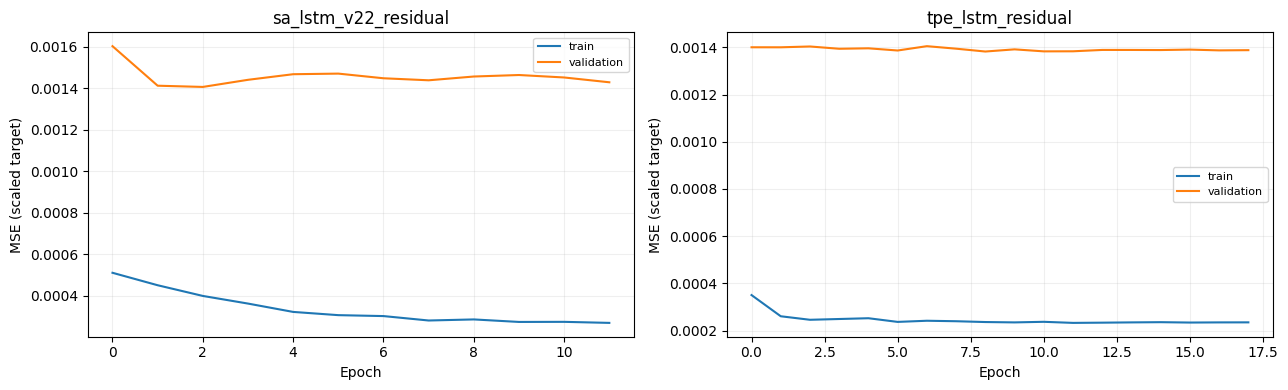 sa_lstm_v22_residual
MSE (scaled target)
0.0016
0.0014
0.0012
0.0010
0.0008
0.0006
0.0004
train
validation
0 2 4 6 8 10
Epoch
tpe_lstm_residual
MSE (scaled target)
0.0014
0.0012
0.0010
0.0008
0.0006
0.0004
0.0002
train
validation
0.0 2.5 5.0 7.5 10.0 12.5 15.0 17.5
Epoch